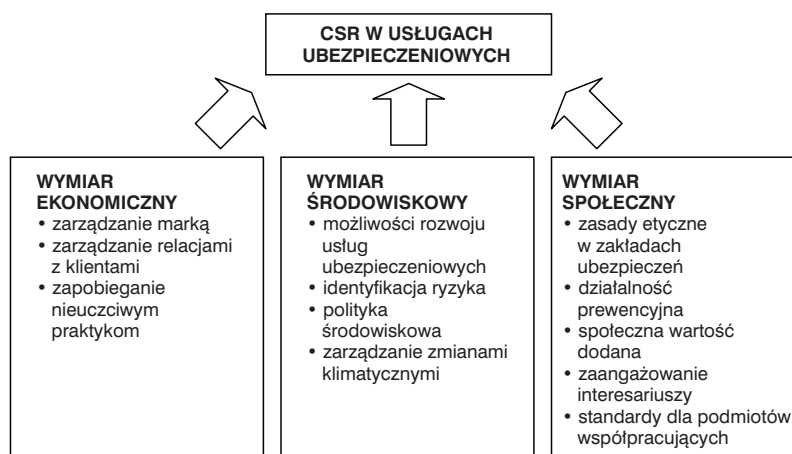 CSR W USŁUGACH
UBEZPIECZENIOWYCH
WYMIAR
EKONOMICZNY
• zarządzanie marką
• zarządzanie relacjami
z klientami
• zapobieganie
nieuczciwym
praktykom
WYMIAR
ŚRODOWISKOWY
• możliwości rozwoju
usług
ubezpieczeniowych
• identyfikacja ryzyka
• polityka
środowiskowa
• zarządzanie zmianami
klimatycznymi
WYMIAR
SPOŁECZNY
• zasady etyczne
w zakładach
ubezpieczeń
• działalność
prewencyjna
• społeczna wartość
dodana
• zaangażowanie
interesariuszy
• standardy dla podmiotów
współpracujących